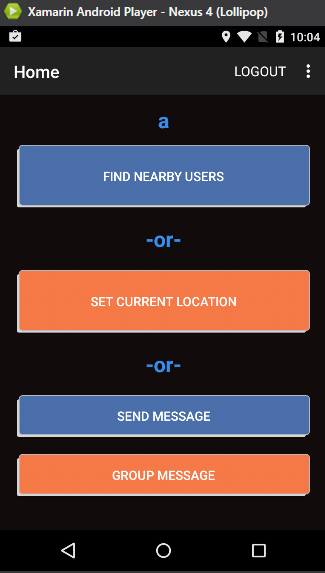 Xamarin Android Player - Nexus 4 (Lollipop)
10:04
Home LOGOUT
a
FIND NEARBY USERS
-or-
SET CURRENT LOCATION
-or-
SEND MESSAGE
GROUP MESSAGE